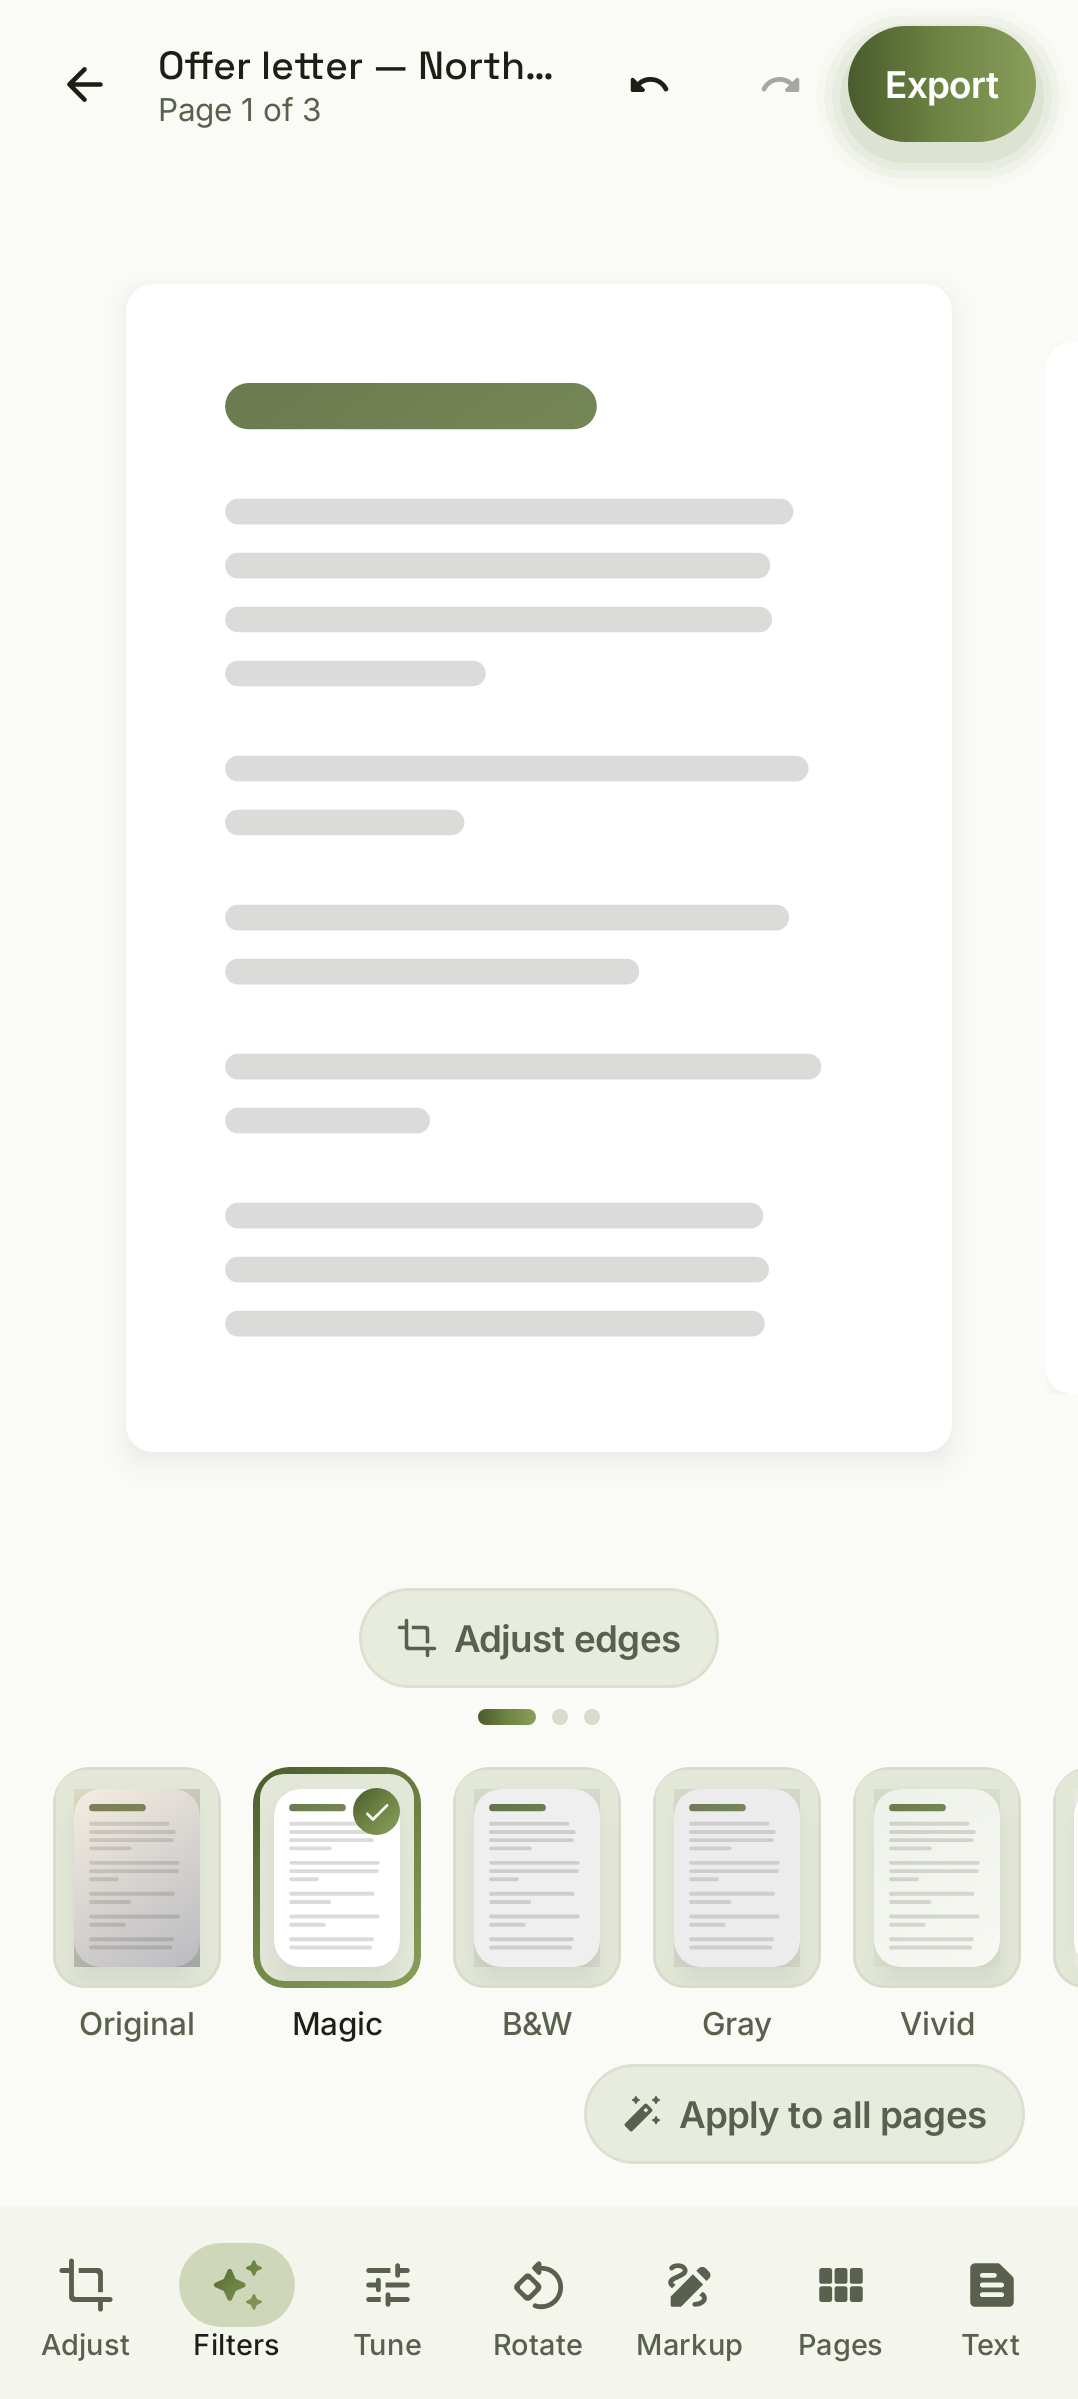 Offer letter — North…
Page 1 of 3
Export
Adjust edges
Original
Magic
B&W
Gray
Vivid
Apply to all pages
Adjust
Filters
Tune
Rotate
Markup
Pages
Text